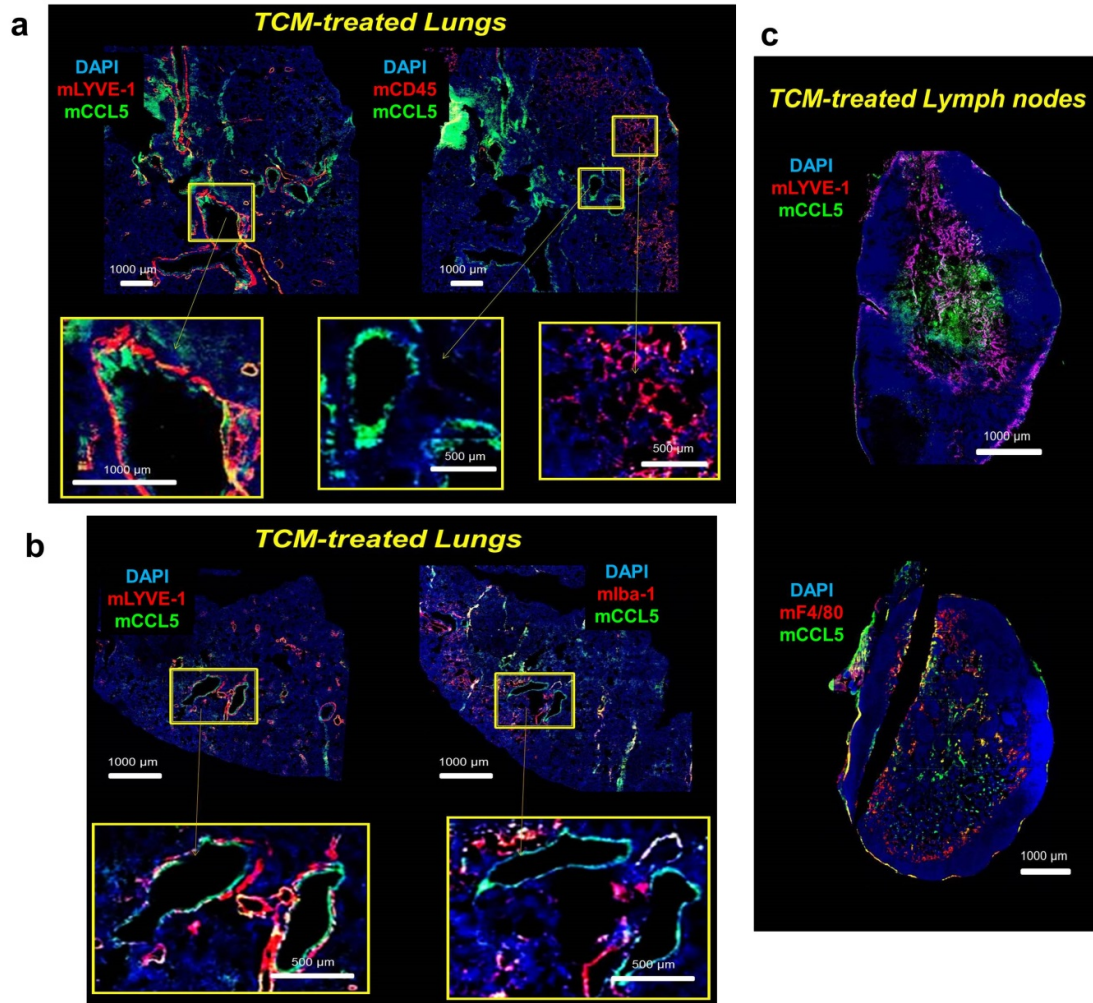 a
TCM-treated Lungs
DAPI
mLYVE-1
mCCL5
1000 µm
DAPI
mCD45
mCCL5
1000 µm
1000 µm
500 µm
500 µm
b
TCM-treated Lungs
DAPI
mLYVE-1
mCCL5
1000 µm
DAPI
mIba-1
mCCL5
1000 µm
500 µm
500 µm
c
TCM-treated Lymph nodes
DAPI
mLYVE-1
mCCL5
1000 µm
DAPI
mF4/80
mCCL5
1000 µm